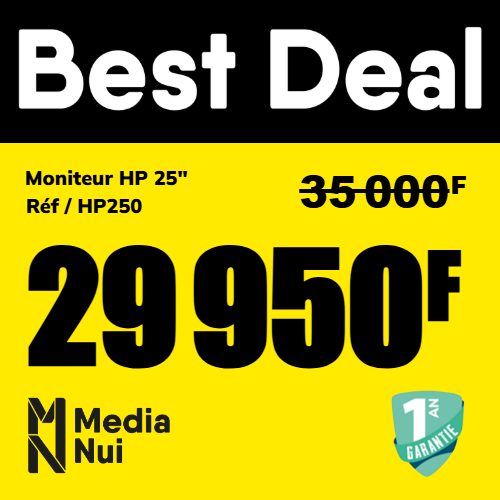 Best Deal
Moniteur HP 25"
Réf / HP250
35 000F
29 950F
Media
Nui
1 AN
GARANTIE